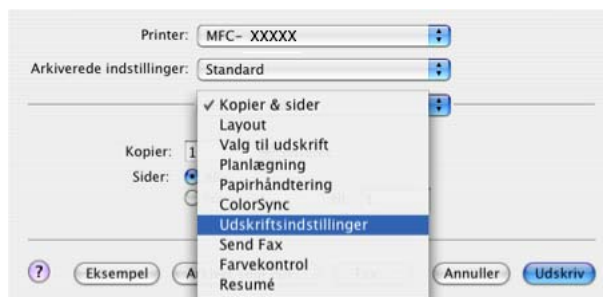 Printer: MFC- XXXXX
Arkiverede indstillinger: Standard
✓ Kopier & sider
Layout
Kopier: 1 Valg til udskrift
Planlægning
Sider: Papirhåndtering
ColorSync
Udskriftsindstillinger
Send Fax
Farvekontrol
? Eksempel A Annuller Udskriv
Resumé